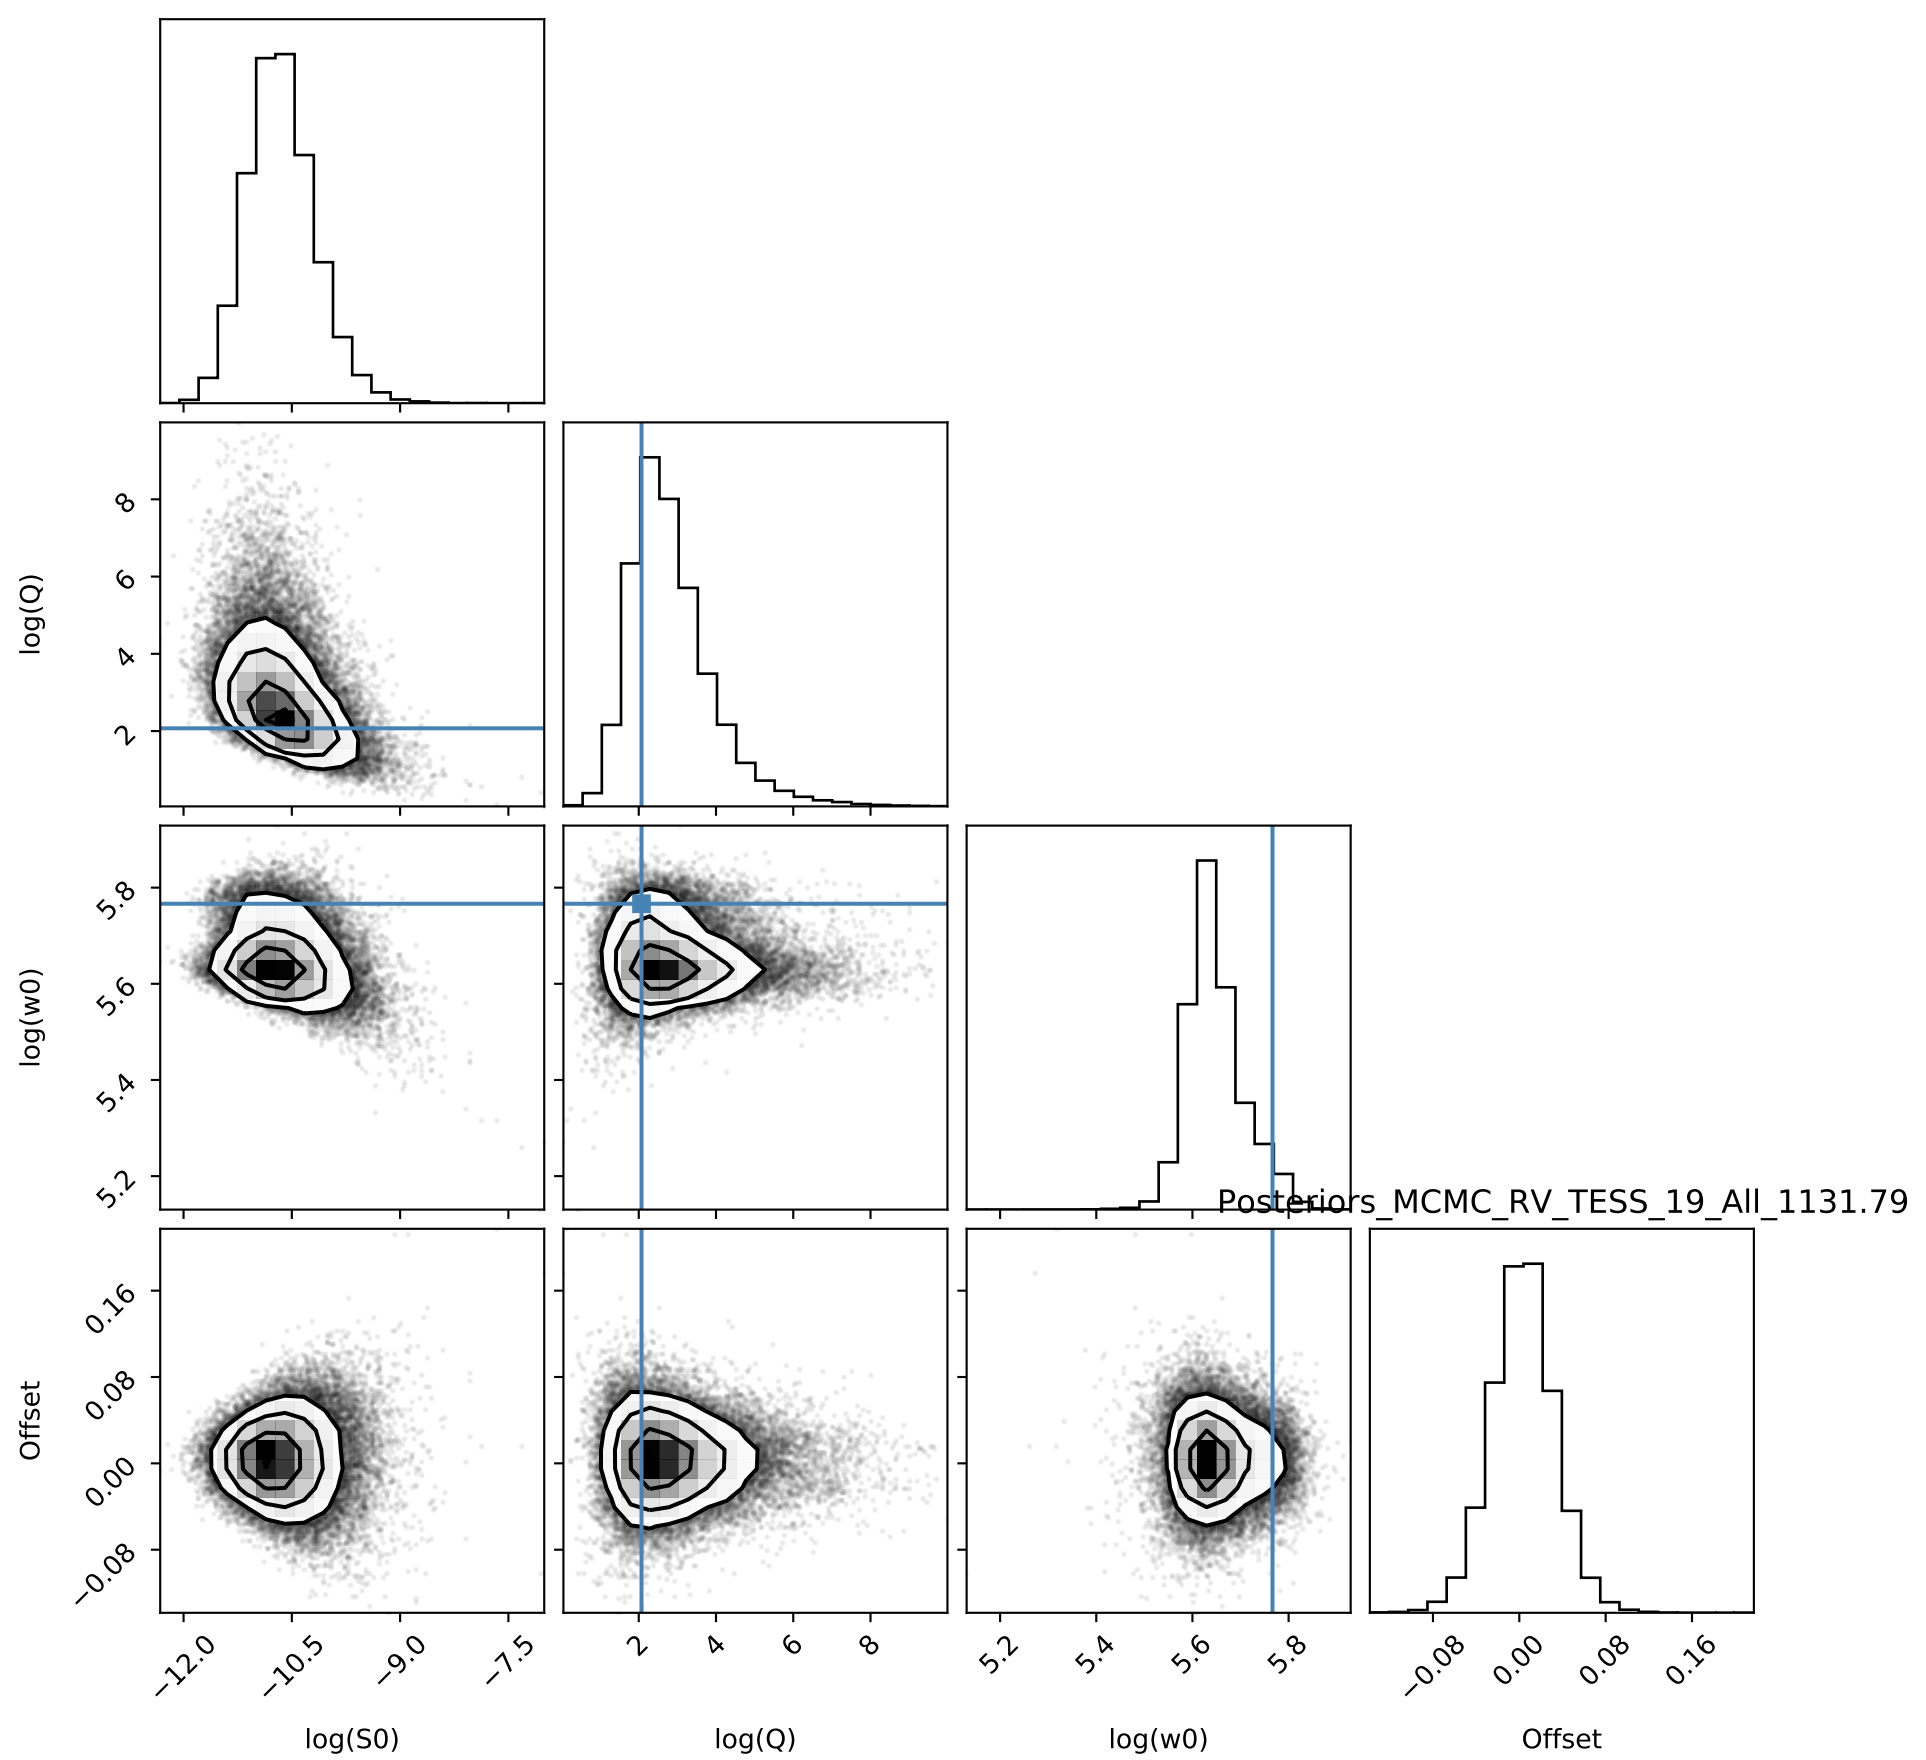 log(Q)
8
6
4
2
log(w0)
5.8
5.6
5.4
5.2
Posteriors_MCMC_RV_TESS_19_All_1131.79
Offset
0.16
0.08
0.00
−0.08
−12.0 −10.5 −9.0 −7.5 2 4 6 8 5.2 5.4 5.6 5.8 −0.08 0.00 0.08 0.16
log(S0) log(Q) log(w0) Offset